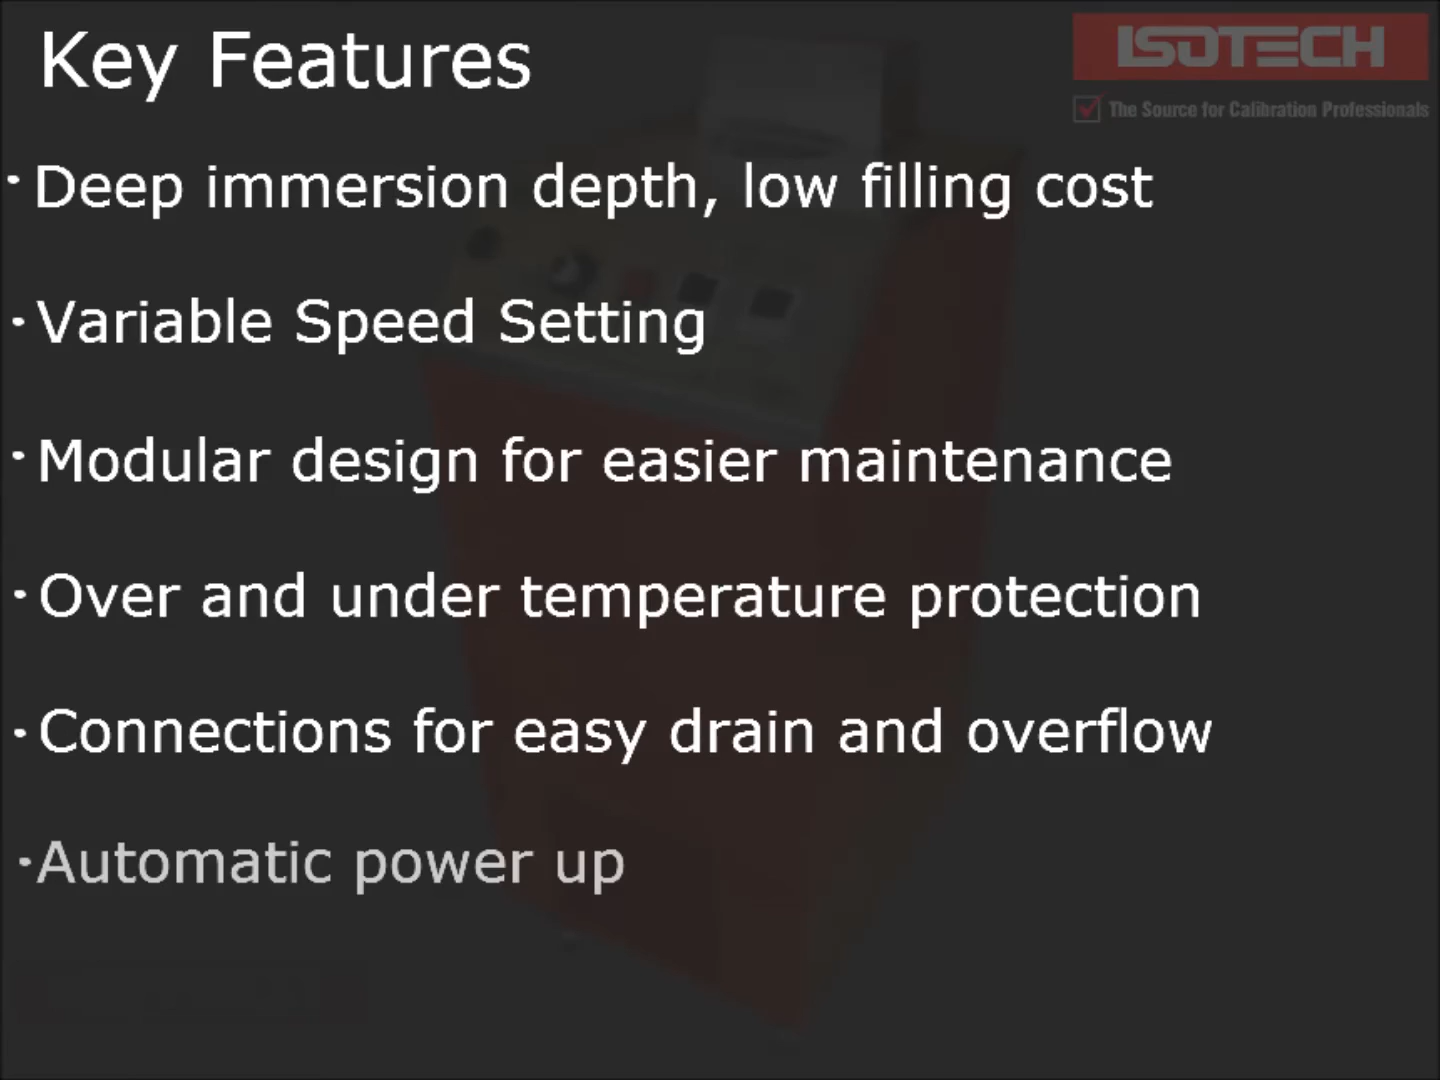 Key Features
ISOTECH
The Source for Calibration Professionals
· Deep immersion depth, low filling cost
· Variable Speed Setting
· Modular design for easier maintenance
· Over and under temperature protection
· Connections for easy drain and overflow
· Automatic power up